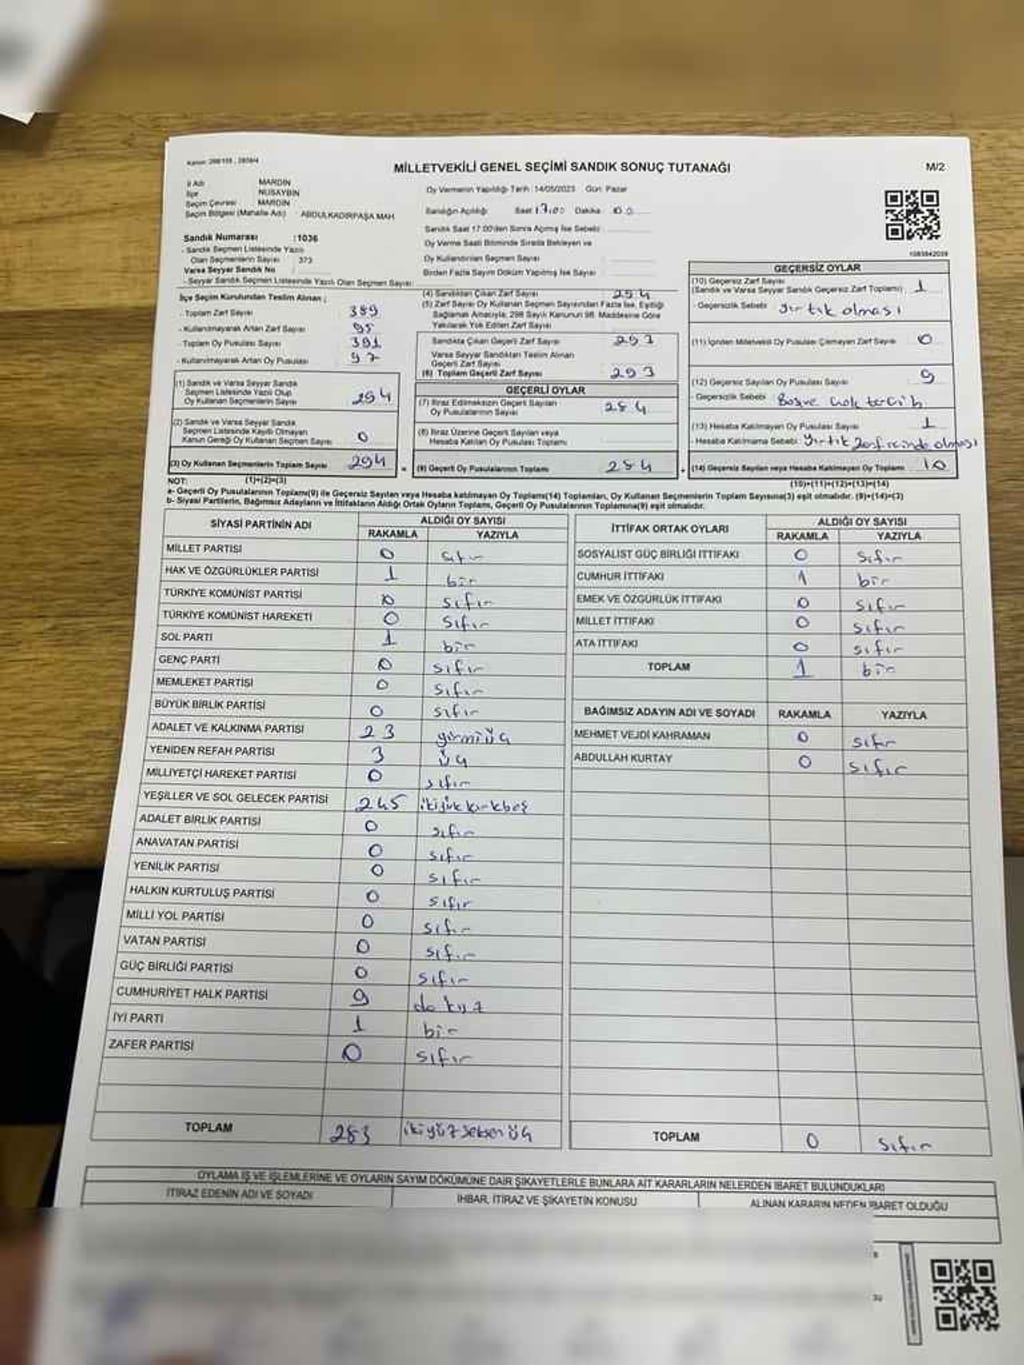 Kanun: 298/105, 2839/4
MİLLETVEKİLİ GENEL SEÇİMİ SANDIK SONUÇ TUTANAĞI
M/2
İl Adı MARDİN
İlçe NUSAYBİN
Seçim Çevresi MARDİN
Seçim Bölgesi (Mahalle Adı) : ABDULKADİRPAŞA MAH
Sandık Numarası :1036
- Sandık Seçmen Listesinde Yazılı
Olan Seçmenlerin Sayısı 373
Varsa Seyyar Sandık No
- Seyyar Sandık Seçmen Listesinde Yazılı Olan Seçmen Sayısı
Oy Vermenin Yapıldığı Tarih : 14/05/2023 Gün: Pazar
Sandığın Açıldığı Saat 17.00 Dakika 00
Sandık Saat 17:00'den Sonra Açılmış İse Sebebi
Oy Verme Saati Bitiminde Sırada Bekleyen ve
Oy Kullandırılan Seçmen Sayısı
Birden Fazla Sayım Döküm Yapılmış İse Sayısı
1083842039
İlçe Seçim Kurulundan Teslim Alınan ;
- Toplam Zarf Sayısı 389
- Kullanılmayarak Artan Zarf Sayısı 95
- Toplam Oy Pusulası Sayısı 391
- Kullanılmayarak Artan Oy Pusulası 97
(1) Sandık ve Varsa Seyyar Sandık
Seçmen Listesinde Yazılı Olup
Oy Kullanan Seçmenlerin Sayısı 294
(2) Sandık ve Varsa Seyyar Sandık
Seçmen Listesinde Kayıtlı Olmayan
Kanun Gereği Oy Kullanan Seçmen Sayısı 0
(3) Oy Kullanan Seçmenlerin Toplam Sayısı 294
(4) Sandıktan Çıkan Zarf Sayısı 294
(5) Zarf Sayısı Oy Kullanan Seçmen Sayısından Fazla İse, Eşitliği
Sağlamak Amacıyla, 298 Sayılı Kanunun 98. Maddesine Göre
Yakılarak Yok Edilen Zarf Sayısı
Sandıkta Çıkan Geçerli Zarf Sayısı 293
Varsa Seyyar Sandıktan Teslim Alınan
Geçerli Zarf Sayısı
(6) Toplam Geçerli Zarf Sayısı 293
GEÇERLİ OYLAR
(7) İtiraz Edilmeksizin Geçerli Sayılan
Oy Pusulalarının Sayısı 284
(8) İtiraz Üzerine Geçerli Sayılan veya
Hesaba Katılan Oy Pusulası Toplamı
= (9) Geçerli Oy Pusulalarının Toplamı 284 +
GEÇERSİZ OYLAR
(10) Geçersiz Zarf Sayısı
(Sandık ve Varsa Seyyar Sandık Geçersiz Zarf Toplamı) 1
- Geçersizlik Sebebi: yırtık olması
(11) İçinden Milletvekili Oy Pusulası Çıkmayan Zarf Sayısı 0
(12) Geçersiz Sayılan Oy Pusulası Sayısı 9
- Geçersizlik Sebebi: Boş ve çok tercih
(13) Hesaba Katılmayan Oy Pusulası Sayısı 1
- Hesaba Katılmama Sebebi: Yırtık zarf içinde olması
(14) Geçersiz Sayılan veya Hesaba Katılmayan Oy Toplamı 10
NOT: (1)+(2)=(3)
(10)+(11)+(12)+(13)=(14)
a- Geçerli Oy Pusulalarının Toplamı(9) ile Geçersiz Sayılan veya Hesaba katılmayan Oy Toplamı(14) Toplamları, Oy Kullanan Seçmenlerin Toplam Sayısına(3) eşit olmalıdır. (9)+(14)=(3)
b- Siyasi Partilerin, Bağımsız Adayların ve İttifakların Aldığı Ortak Oyların Toplamı, Geçerli Oy Pusulalarının Toplamına(9) eşit olmalıdır.
SİYASİ PARTİNİN ADI ALDIĞI OY SAYISI
RAKAMLA YAZIYLA
MİLLET PARTİSİ 0 sıfır
HAK VE ÖZGÜRLÜKLER PARTİSİ 1 bir
TÜRKİYE KOMÜNİST PARTİSİ 0 sıfır
TÜRKİYE KOMÜNİST HAREKETİ 0 sıfır
SOL PARTİ 1 bir
GENÇ PARTİ 0 sıfır
MEMLEKET PARTİSİ 0 sıfır
BÜYÜK BİRLİK PARTİSİ 0 sıfır
ADALET VE KALKINMA PARTİSİ 23 yirmiüç
YENİDEN REFAH PARTİSİ 3 üç
MİLLİYETÇİ HAREKET PARTİSİ 0 sıfır
YEŞİLLER VE SOL GELECEK PARTİSİ 245 ikiyüzkırkbeş
ADALET BİRLİK PARTİSİ 0 sıfır
ANAVATAN PARTİSİ 0 sıfır
YENİLİK PARTİSİ 0 sıfır
HALKIN KURTULUŞ PARTİSİ 0 sıfır
MİLLİ YOL PARTİSİ 0 sıfır
VATAN PARTİSİ 0 sıfır
GÜÇ BİRLİĞİ PARTİSİ 0 sıfır
CUMHURİYET HALK PARTİSİ 9 dokuz
İYİ PARTİ 1 bir
ZAFER PARTİSİ 0 sıfır
TOPLAM 283 ikiyüzseksenüç
İTTİFAK ORTAK OYLARI ALDIĞI OY SAYISI
RAKAMLA YAZIYLA
SOSYALİST GÜÇ BİRLİĞİ İTTİFAKI 0 sıfır
CUMHUR İTTİFAKI 1 bir
EMEK VE ÖZGÜRLÜK İTTİFAKI 0 sıfır
MİLLET İTTİFAKI 0 sıfır
ATA İTTİFAKI 0 sıfır
TOPLAM 1 bir
BAĞIMSIZ ADAYIN ADI VE SOYADI RAKAMLA YAZIYLA
MEHMET VEJDİ KAHRAMAN 0 sıfır
ABDULLAH KURTAY 0 sıfır
TOPLAM 0 sıfır
OYLAMA İŞ VE İŞLEMLERİNE VE OYLARIN SAYIM DÖKÜMÜNE DAİR ŞİKAYETLERLE BUNLARA AİT KARARLARIN NELERDEN İBARET BULUNDUKLARI
İTİRAZ EDENİN ADI VE SOYADI İHBAR, İTİRAZ VE ŞİKAYETİN KONUSU ALINAN KARARIN NEDEN İBARET OLDUĞU